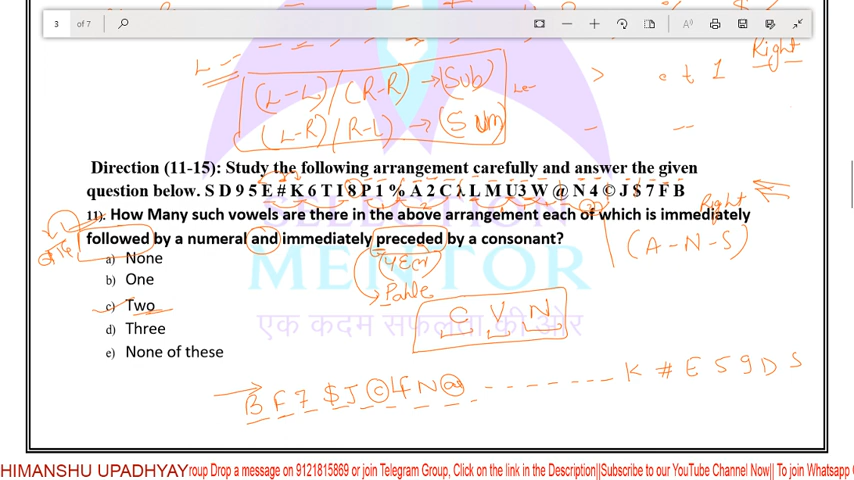 3 of 7
Right
L
(L-L)/(R-R) → (Sub)
(L-R)/(R-L) → (Sum)
> et 1
Direction (11-15): Study the following arrangement carefully and answer the given
question below. S D 9 5 E # K 6 T I 8 P 1 % A 2 C λ L M U 3 W @ N 4 © J $ 7 F B
11). How Many such vowels are there in the above arrangement each of which is immediately
Right
followed by a numeral and immediately preceded by a consonant?
(A-N-S)
a) None
b) One
c) Two
d) Three
e) None of these
Pahle
C V N
MENTOR
एक कदम सफलता की ओर
B F 7 $ J © 4 N @ K # E 5 9 D S
HIMANSHU UPADHYAY roup Drop a message on 9121815869 or join Telegram Group, Click on the link in the Description||Subscribe to our YouTube Channel Now|| To join Whatsapp